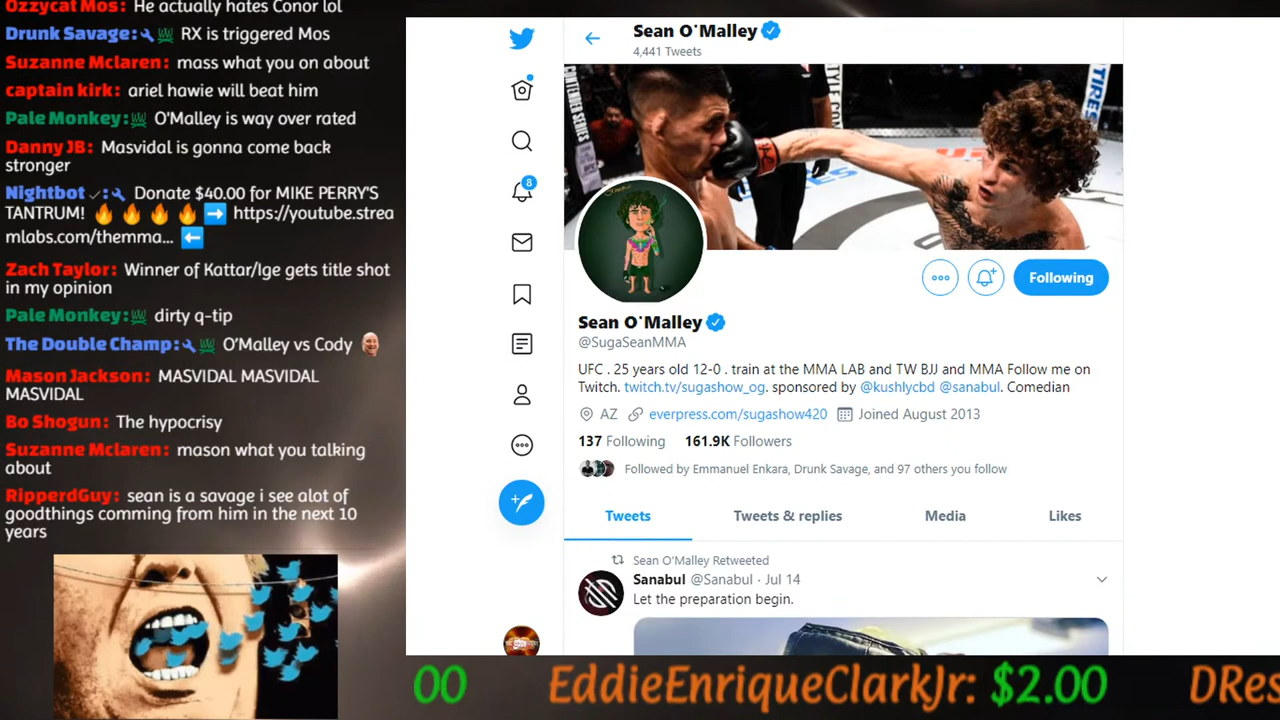 Ozzycat Mos: He actually hates Conor lol
Drunk Savage: RX is triggered Mos
Suzanne Mclaren: mass what you on about
captain kirk: ariel hawie will beat him
Pale Monkey: O'Malley is way over rated
Danny JB: Masvidal is gonna come back
stronger
Nightbot ✓: Donate $40.00 for MIKE PERRY'S
TANTRUM! 🔥 🔥 🔥 🔥 ➡️ https://youtube.strea
mlabs.com/themma... ⬅️
Zach Taylor: Winner of Kattar/Ige gets title shot
in my opinion
Pale Monkey: dirty q-tip
The Double Champ: O'Malley vs Cody
Mason Jackson: MASVIDAL MASVIDAL
MASVIDAL
Bo Shogun: The hypocrisy
Suzanne Mclaren: mason what you talking
about
RipperdGuy: sean is a savage i see alot of
goodthings comming from him in the next 10
years
Sean O'Malley
4,441 Tweets
CONTENDER SERIES
STYLE.COM
TIRES
8
Following
Sean O'Malley
@SugaSeanMMA
UFC . 25 years old 12-0 . train at the MMA LAB and TW BJJ and MMA Follow me on
Twitch. twitch.tv/sugashow_og. sponsored by @kushlycbd @sanabul. Comedian
AZ everpress.com/sugashow420 Joined August 2013
137 Following 161.9K Followers
Followed by Emmanuel Enkara, Drunk Savage, and 97 others you follow
Tweets Tweets & replies Media Likes
Sean O'Malley Retweeted
Sanabul @Sanabul · Jul 14
Let the preparation begin.
00 EddieEnriqueClarkJr: $2.00 DRes